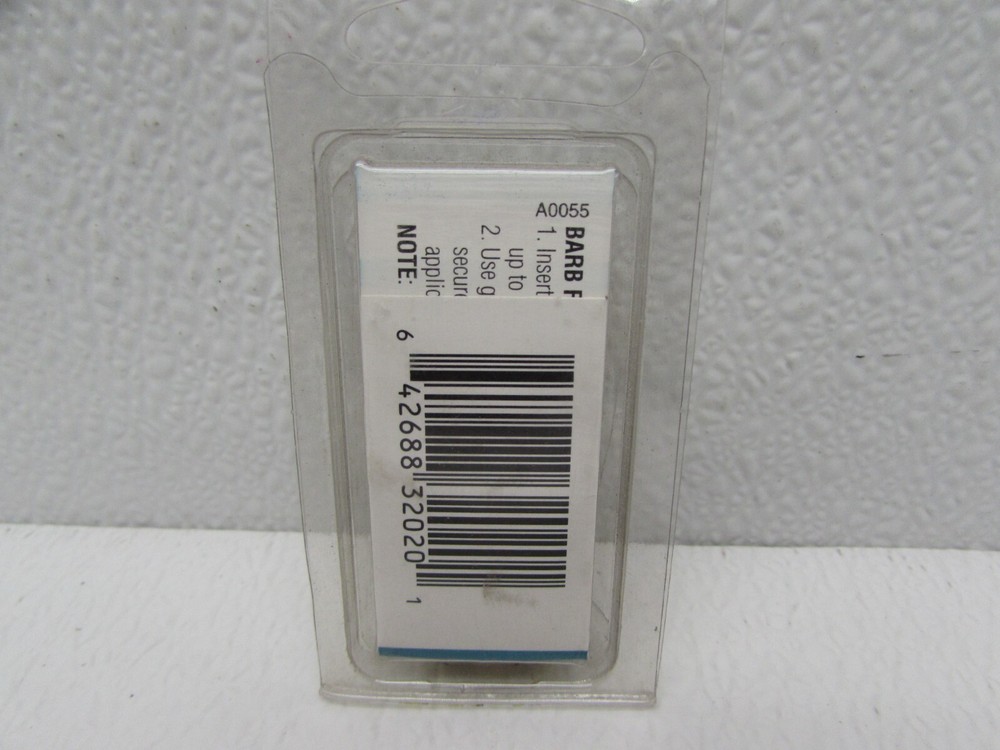 A0055
BARB F
1. Insert
up to
2. Use g
secure
applic
NOTE:
6 42688 32020 1